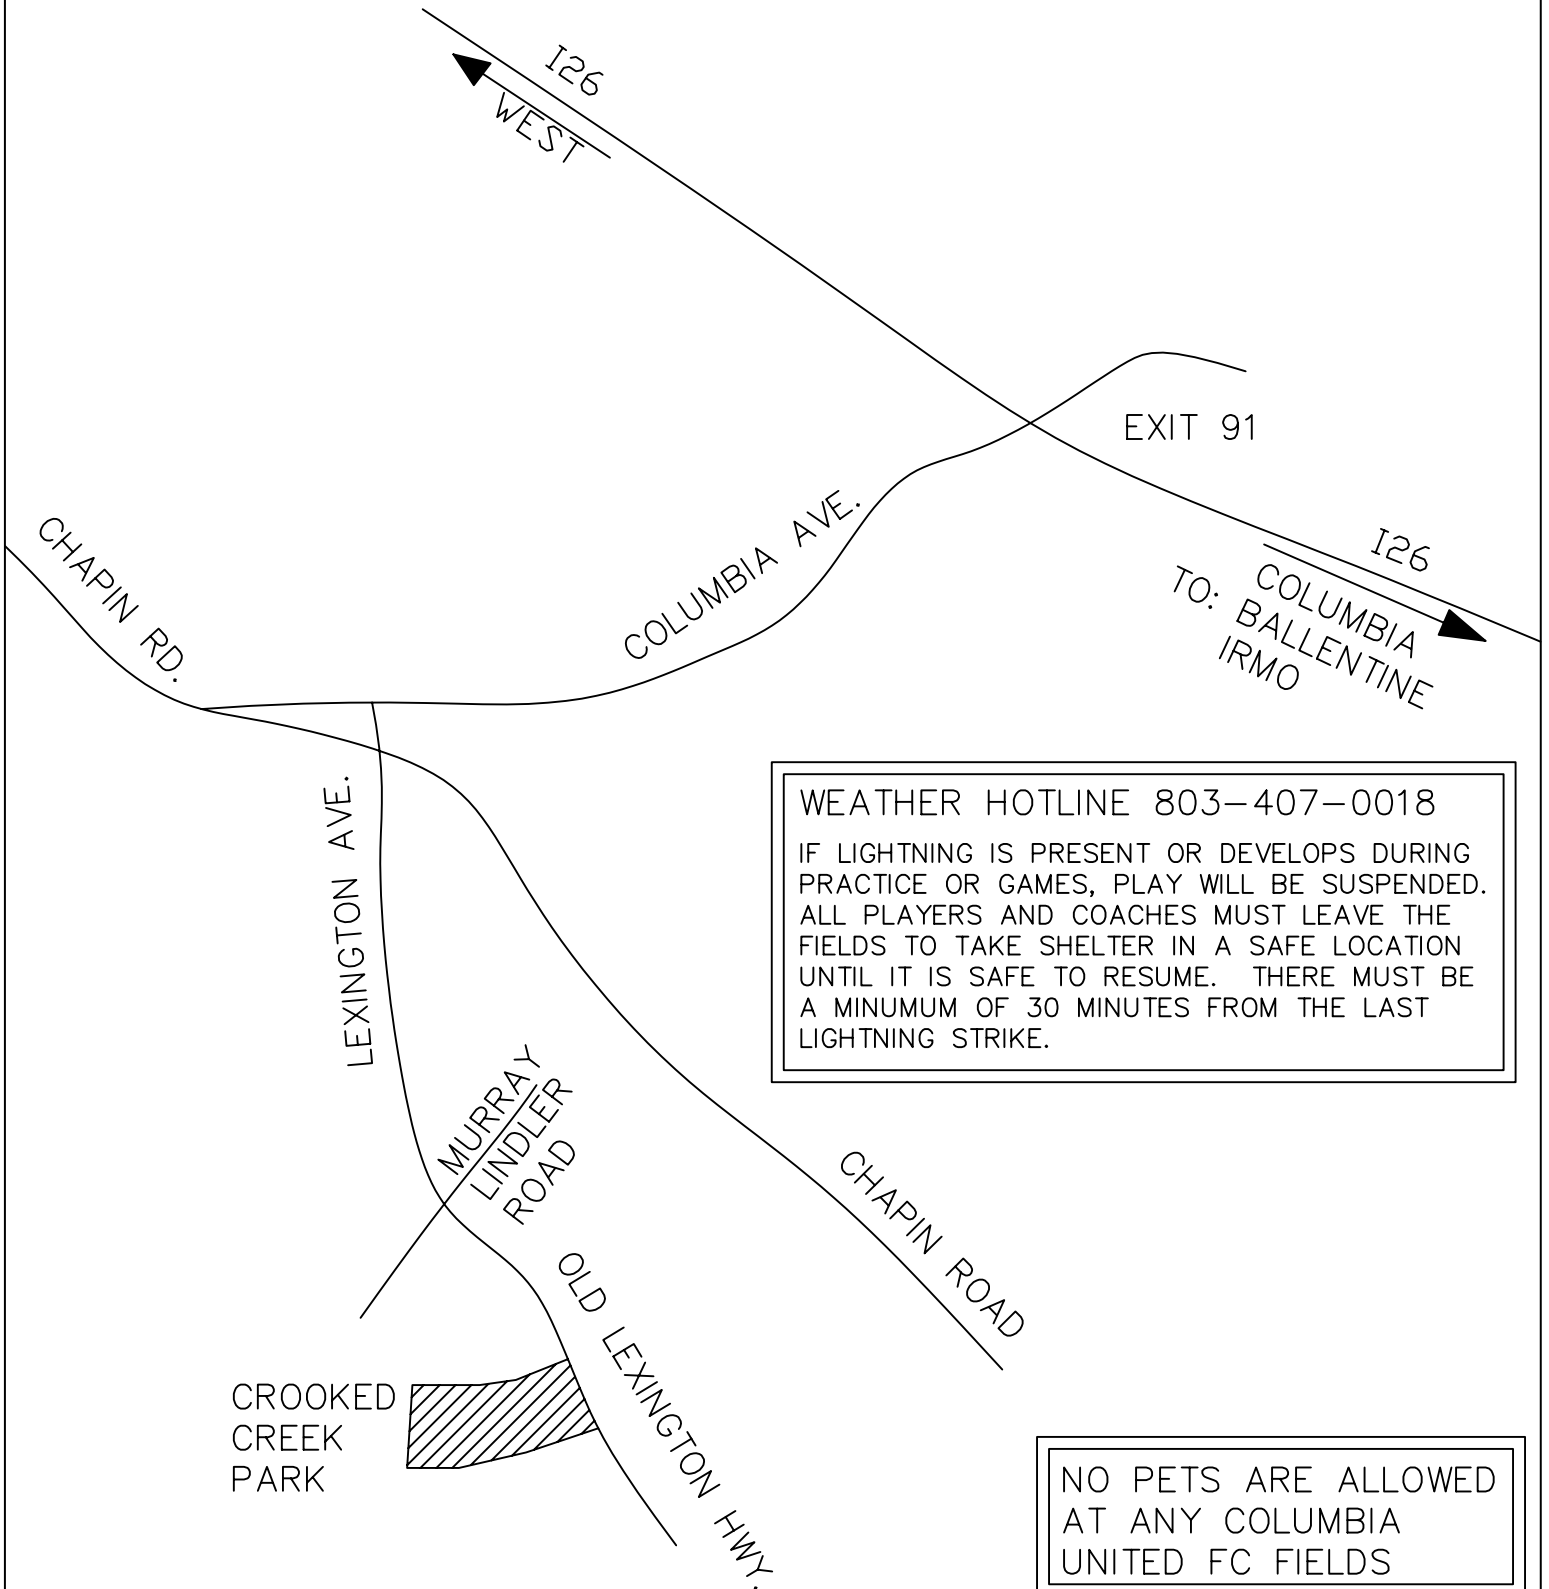 I26
WEST
EXIT 91
I26
TO: COLUMBIA
BALLENTINE
IRMO
CHAPIN RD.
COLUMBIA AVE.
LEXINGTON AVE.
WEATHER HOTLINE 803-407-0018
IF LIGHTNING IS PRESENT OR DEVELOPS DURING
PRACTICE OR GAMES, PLAY WILL BE SUSPENDED.
ALL PLAYERS AND COACHES MUST LEAVE THE
FIELDS TO TAKE SHELTER IN A SAFE LOCATION
UNTIL IT IS SAFE TO RESUME.  THERE MUST BE
A MINUMUM OF 30 MINUTES FROM THE LAST
LIGHTNING STRIKE.
MURRAY
LINDLER
ROAD
CHAPIN ROAD
OLD LEXINGTON HWY.
CROOKED
CREEK
PARK
NO PETS ARE ALLOWED
AT ANY COLUMBIA
UNITED FC FIELDS